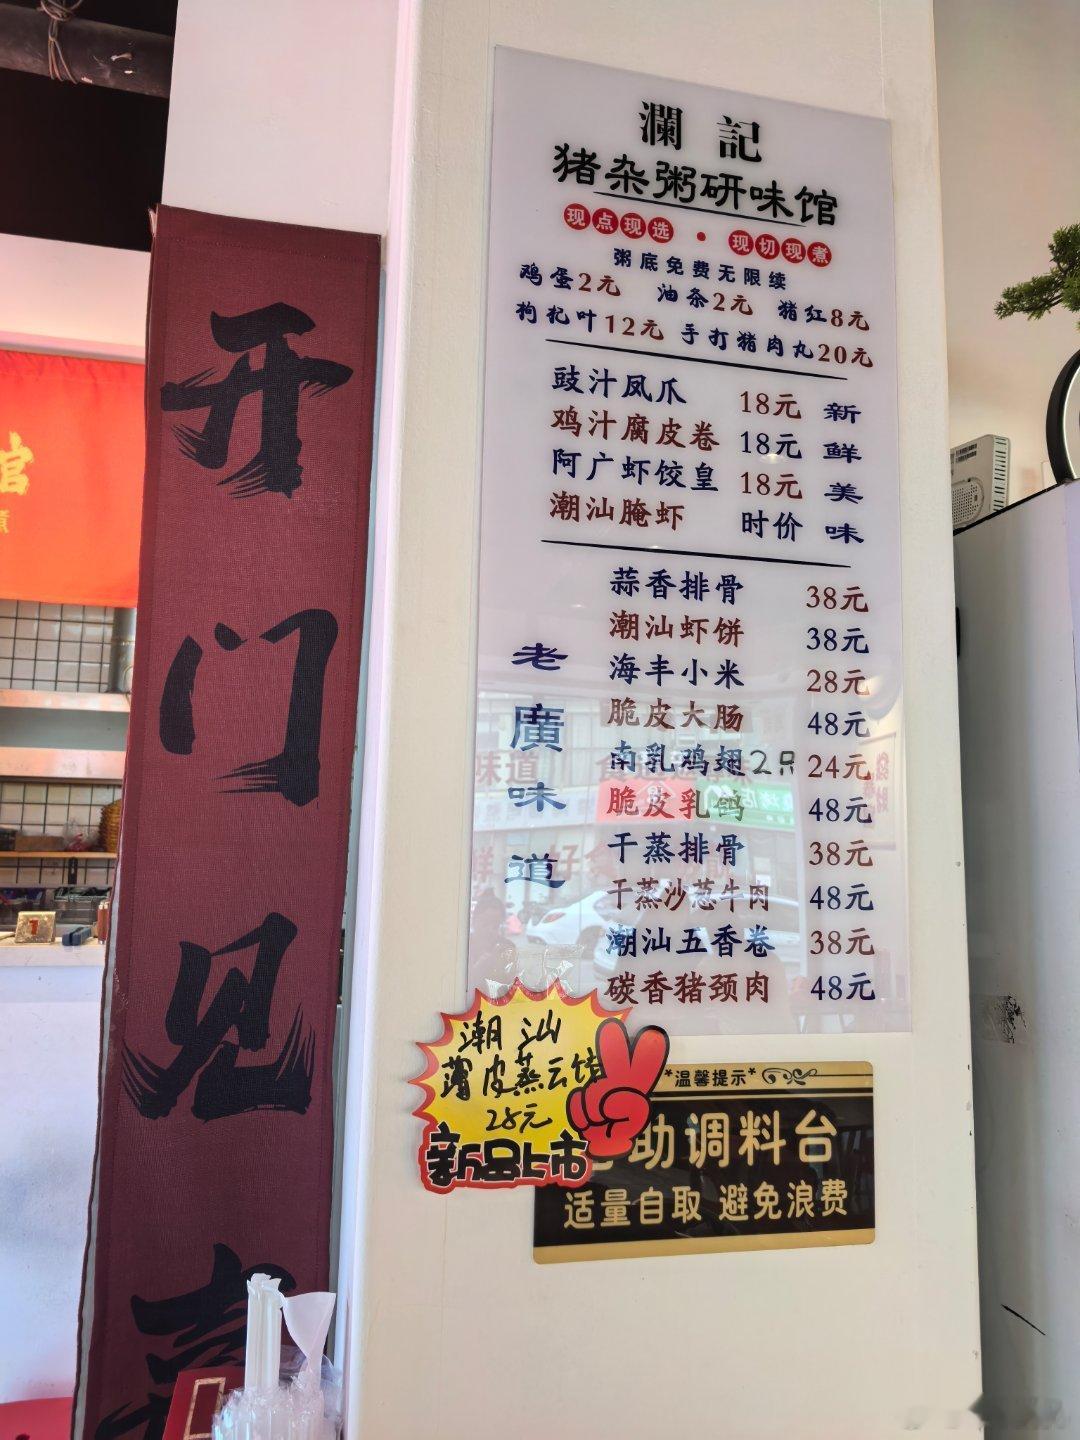 瀾記
猪杂粥研味馆
现点现选 · 现切现煮
粥底免费无限续
鸡蛋2元 油条2元 猪红8元
枸杞叶12元 手打猪肉丸20元
豉汁凤爪 18元
鸡汁腐皮卷 18元
阿广虾饺皇 18元
潮汕腌虾 时价
新鲜美味
老廣味道
蒜香排骨 38元
潮汕虾饼 38元
海丰小米 28元
脆皮大肠 48元
南乳鸡翅2只 24元
脆皮乳鸽 48元
干蒸排骨 38元
干蒸沙葱牛肉 48元
潮汕五香卷 38元
碳香猪颈肉 48元
潮汕
薄皮蒸云馄
28元
新品上市
*温馨提示*
助调料台
适量自取 避免浪费
开门见喜
馆
煮